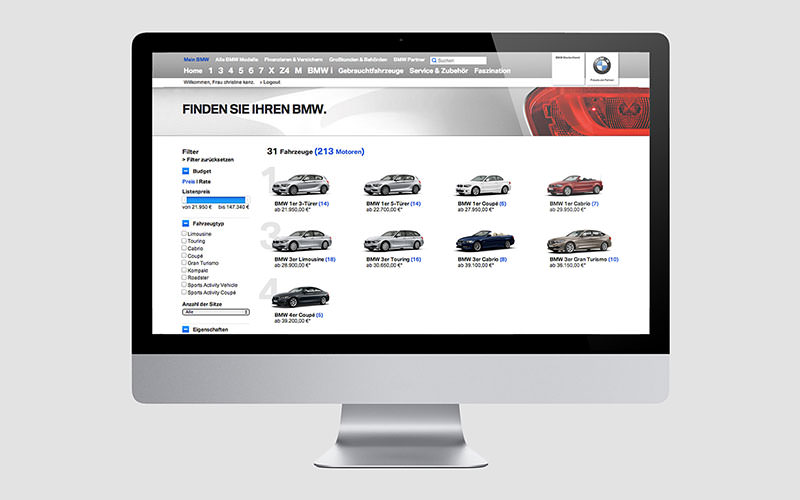 Mein BMW Alle BMW Modelle Finanzieren & Versichern Großkunden & Behörden BMW Partner Suchen
Home 1 3 4 5 6 7 X Z4 M BMW i Gebrauchtfahrzeuge Service & Zubehör Faszination
Willkommen, Frau christine kenz. > Logout
BMW Deutschland
Freude am Fahren
FINDEN SIE IHREN BMW.
Filter
> Filter zurücksetzen
Budget
Preis | Rate
Listenpreis
von 21.950 € bis 147.340 €
Fahrzeugtyp
Limousine
Touring
Cabrio
Coupé
Gran Turismo
Kompakt
Roadster
Sports Activity Vehicle
Sports Activity Coupé
Anzahl der Sitze
Alle
Eigenschaften
31 Fahrzeuge (213 Motoren)
1
BMW 1er 3-Türer (14)
ab 21.950,00 €*
BMW 1er 5-Türer (14)
ab 22.700,00 €*
BMW 1er Coupé (6)
ab 27.950,00 €*
BMW 1er Cabrio (7)
ab 29.950,00 €*
3
BMW 3er Limousine (18)
ab 28.900,00 €*
BMW 3er Touring (16)
ab 30.650,00 €*
BMW 3er Cabrio (8)
ab 39.100,00 €*
BMW 3er Gran Turismo (10)
ab 36.150,00 €*
4
BMW 4er Coupé (5)
ab 39.200,00 €*